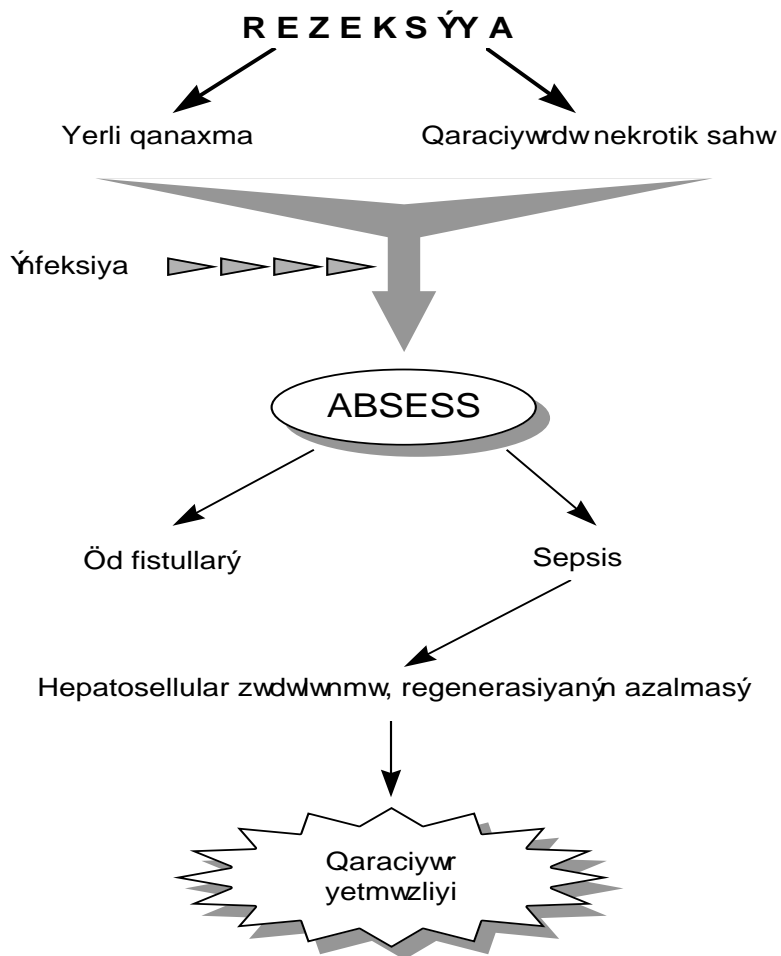 R E Z E K S Ý Y A
Yerli qanaxma
Qaraciywrdw nekrotik sahw
Ýnfeksiya
ABSESS
Öd fistullarý
Sepsis
Hepatosellular zwdwlwnmw, regenerasiyanýn azalmasý
Qaraciywr
yetmwzliyi